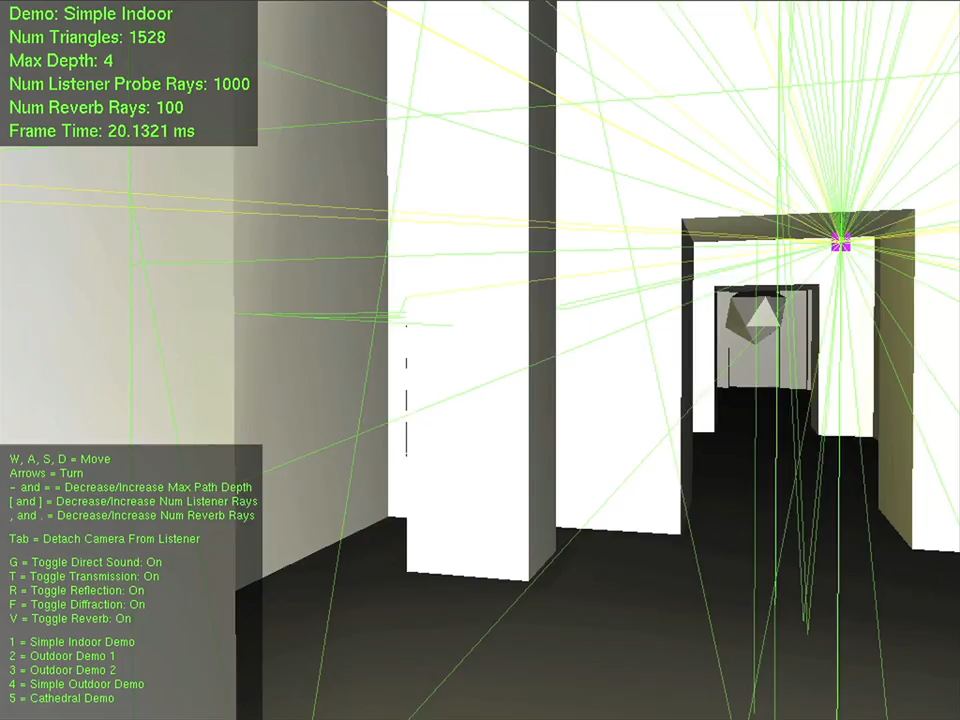 Demo: Simple Indoor
Num Triangles: 1528
Max Depth: 4
Num Listener Probe Rays: 1000
Num Reverb Rays: 100
Frame Time: 20.1321 ms
W, A, S, D = Move
Arrows = Turn
- and = = Decrease/Increase Max Path Depth
[ and ] = Decrease/Increase Num Listener Rays
, and . = Decrease/Increase Num Reverb Rays
Tab = Detach Camera From Listener
G = Toggle Direct Sound: On
T = Toggle Transmission: On
R = Toggle Reflection: On
F = Toggle Diffraction: On
V = Toggle Reverb: On
1 = Simple Indoor Demo
2 = Outdoor Demo 1
3 = Outdoor Demo 2
4 = Simple Outdoor Demo
5 = Cathedral Demo